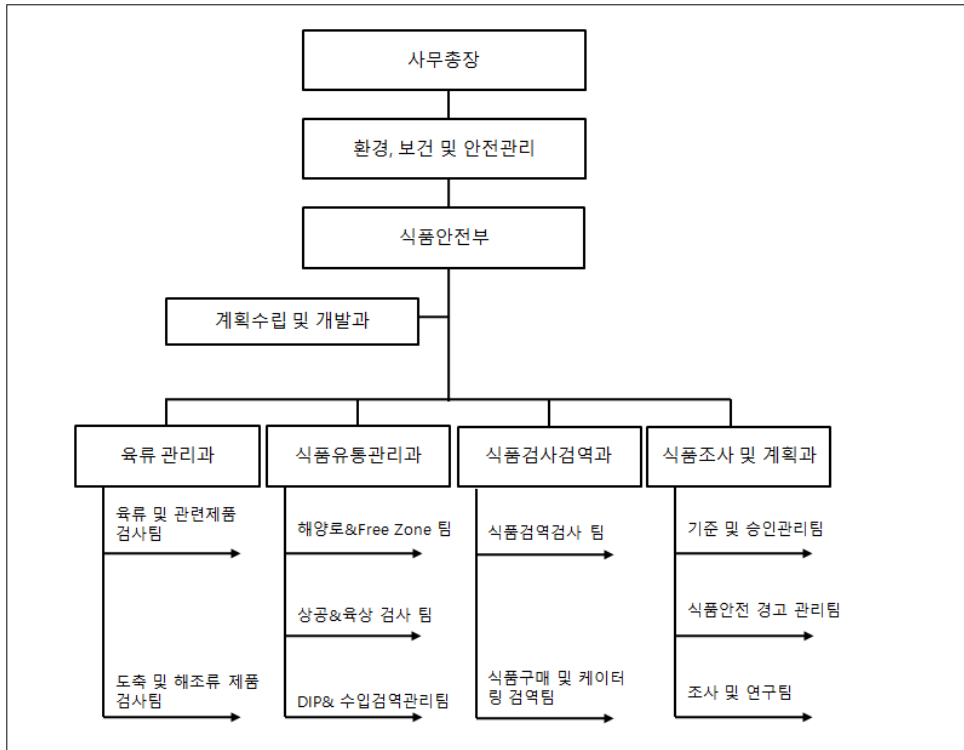 사무총장
환경, 보건 및 안전관리
식품안전부
계획수립 및 개발과
육류 관리과
식품유통관리과
식품검사검역과
식품조사 및 계획과
육류 및 관련제품
검사팀
해양로&Free Zone 팀
식품검역검사 팀
기준 및 승인관리팀
상공&육상 검사 팀
식품안전 경고 관리팀
도축 및 해조류 제품
검사팀
DIP& 수입검역관리팀
식품구매 및 케이터
링 검역팀
조사 및 연구팀